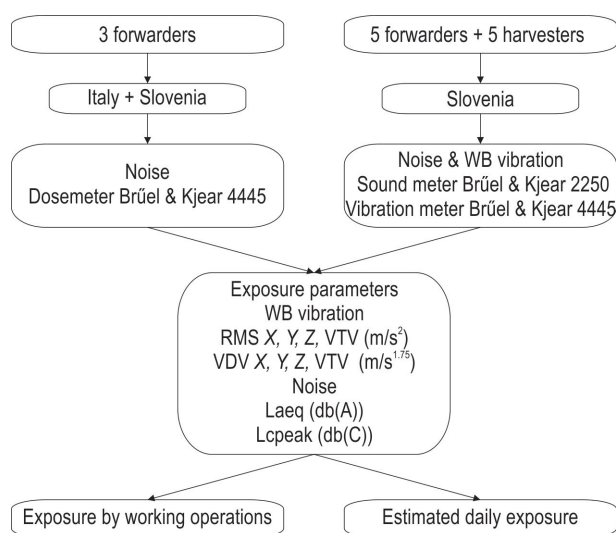 3 forwarders
5 forwarders + 5 harvesters
Italy + Slovenia
Slovenia
Noise
Dosemeter Brűel & Kjear 4445
Noise & WB vibration
Sound meter Brűel & Kjear 2250
Vibration meter Brűel & Kjear 4445
Exposure parameters
WB vibration
RMS X, Y, Z, VTV (m/s²)
VDV X, Y, Z, VTV (m/s¹·⁷⁵)
Noise
Laeq (db(A))
Lcpeak (db(C))
Exposure by working operations
Estimated daily exposure